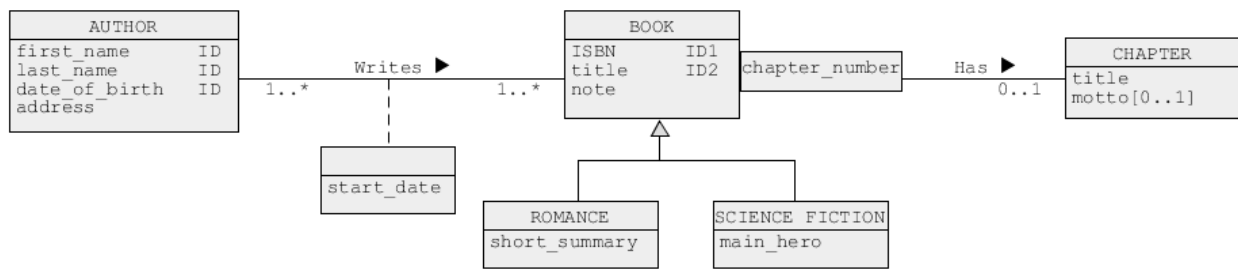 AUTHOR
first_name ID
last_name ID
date_of_birth ID
address
Writes ▶
1..*
1..*
start_date
BOOK
ISBN ID1
title ID2
note
chapter_number
Has ▶
0..1
CHAPTER
title
motto[0..1]
ROMANCE
short_summary
SCIENCE FICTION
main_hero